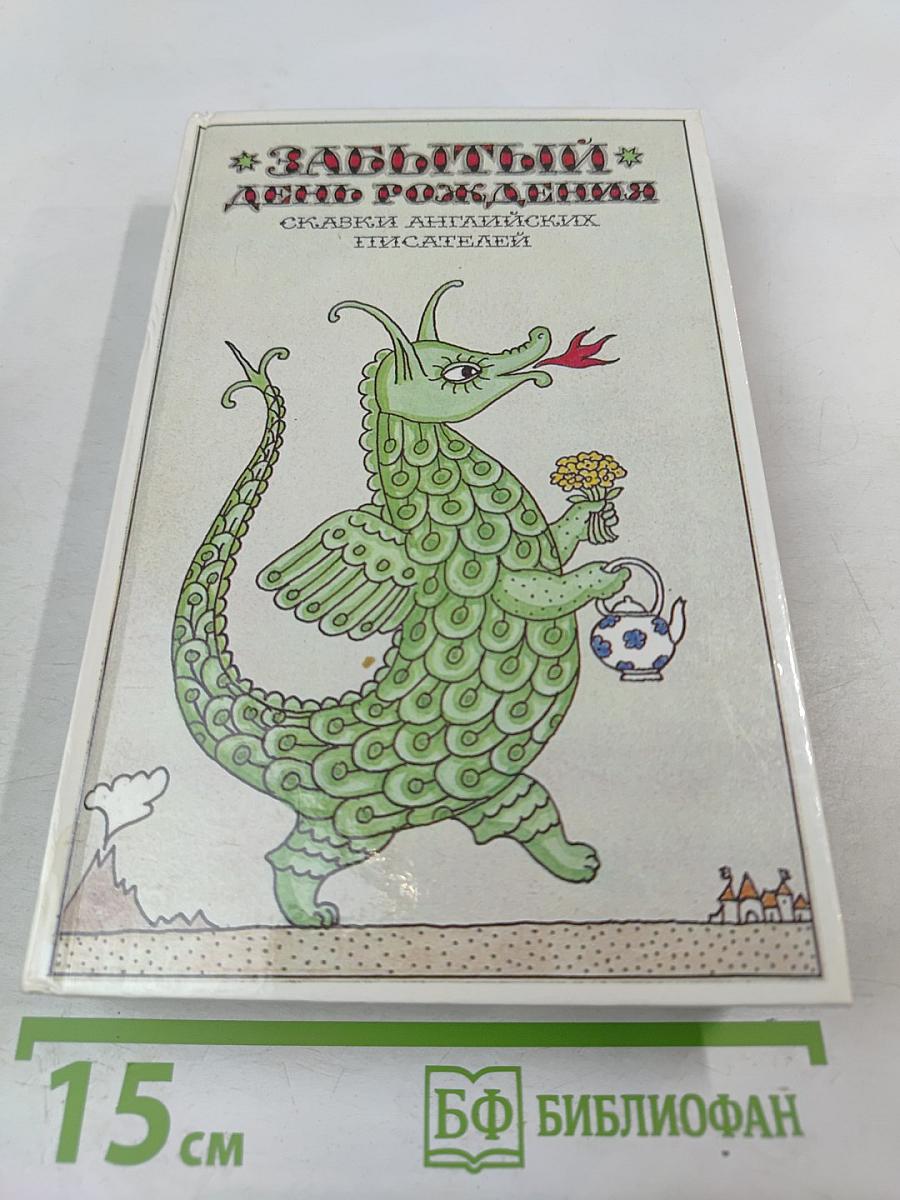 ЗАБЫТЫЙ
ДЕНЬ РОЖДЕНИЯ
СКАЗКИ АНГЛИЙСКИХ
ПИСАТЕЛЕЙ
15 см
БФ БИБЛИОФАН